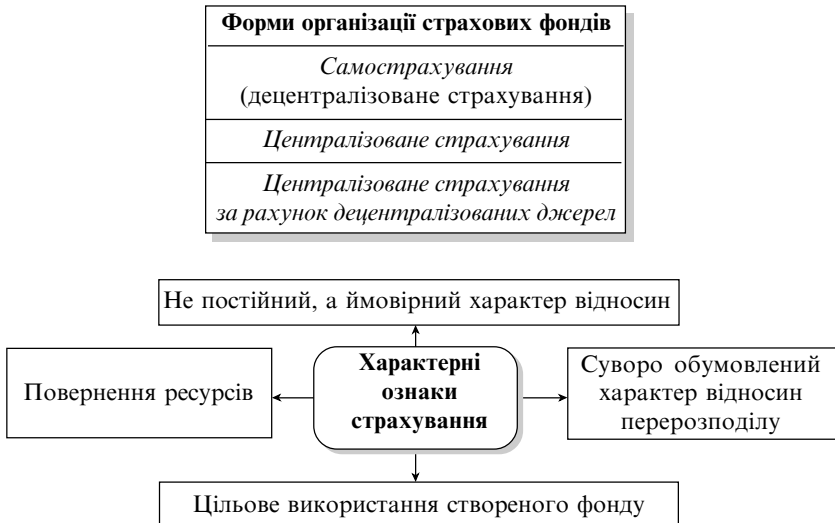 Форми організації страхових фондів
Самострахування
(децентралізоване страхування)
Централізоване страхування
Централізоване страхування
за рахунок децентралізованих джерел
Не постійний, а ймовірний характер відносин
Повернення ресурсів
Характерні
ознаки
страхування
Суворо обумовлений
характер відносин
перерозподілу
Цільове використання створеного фонду